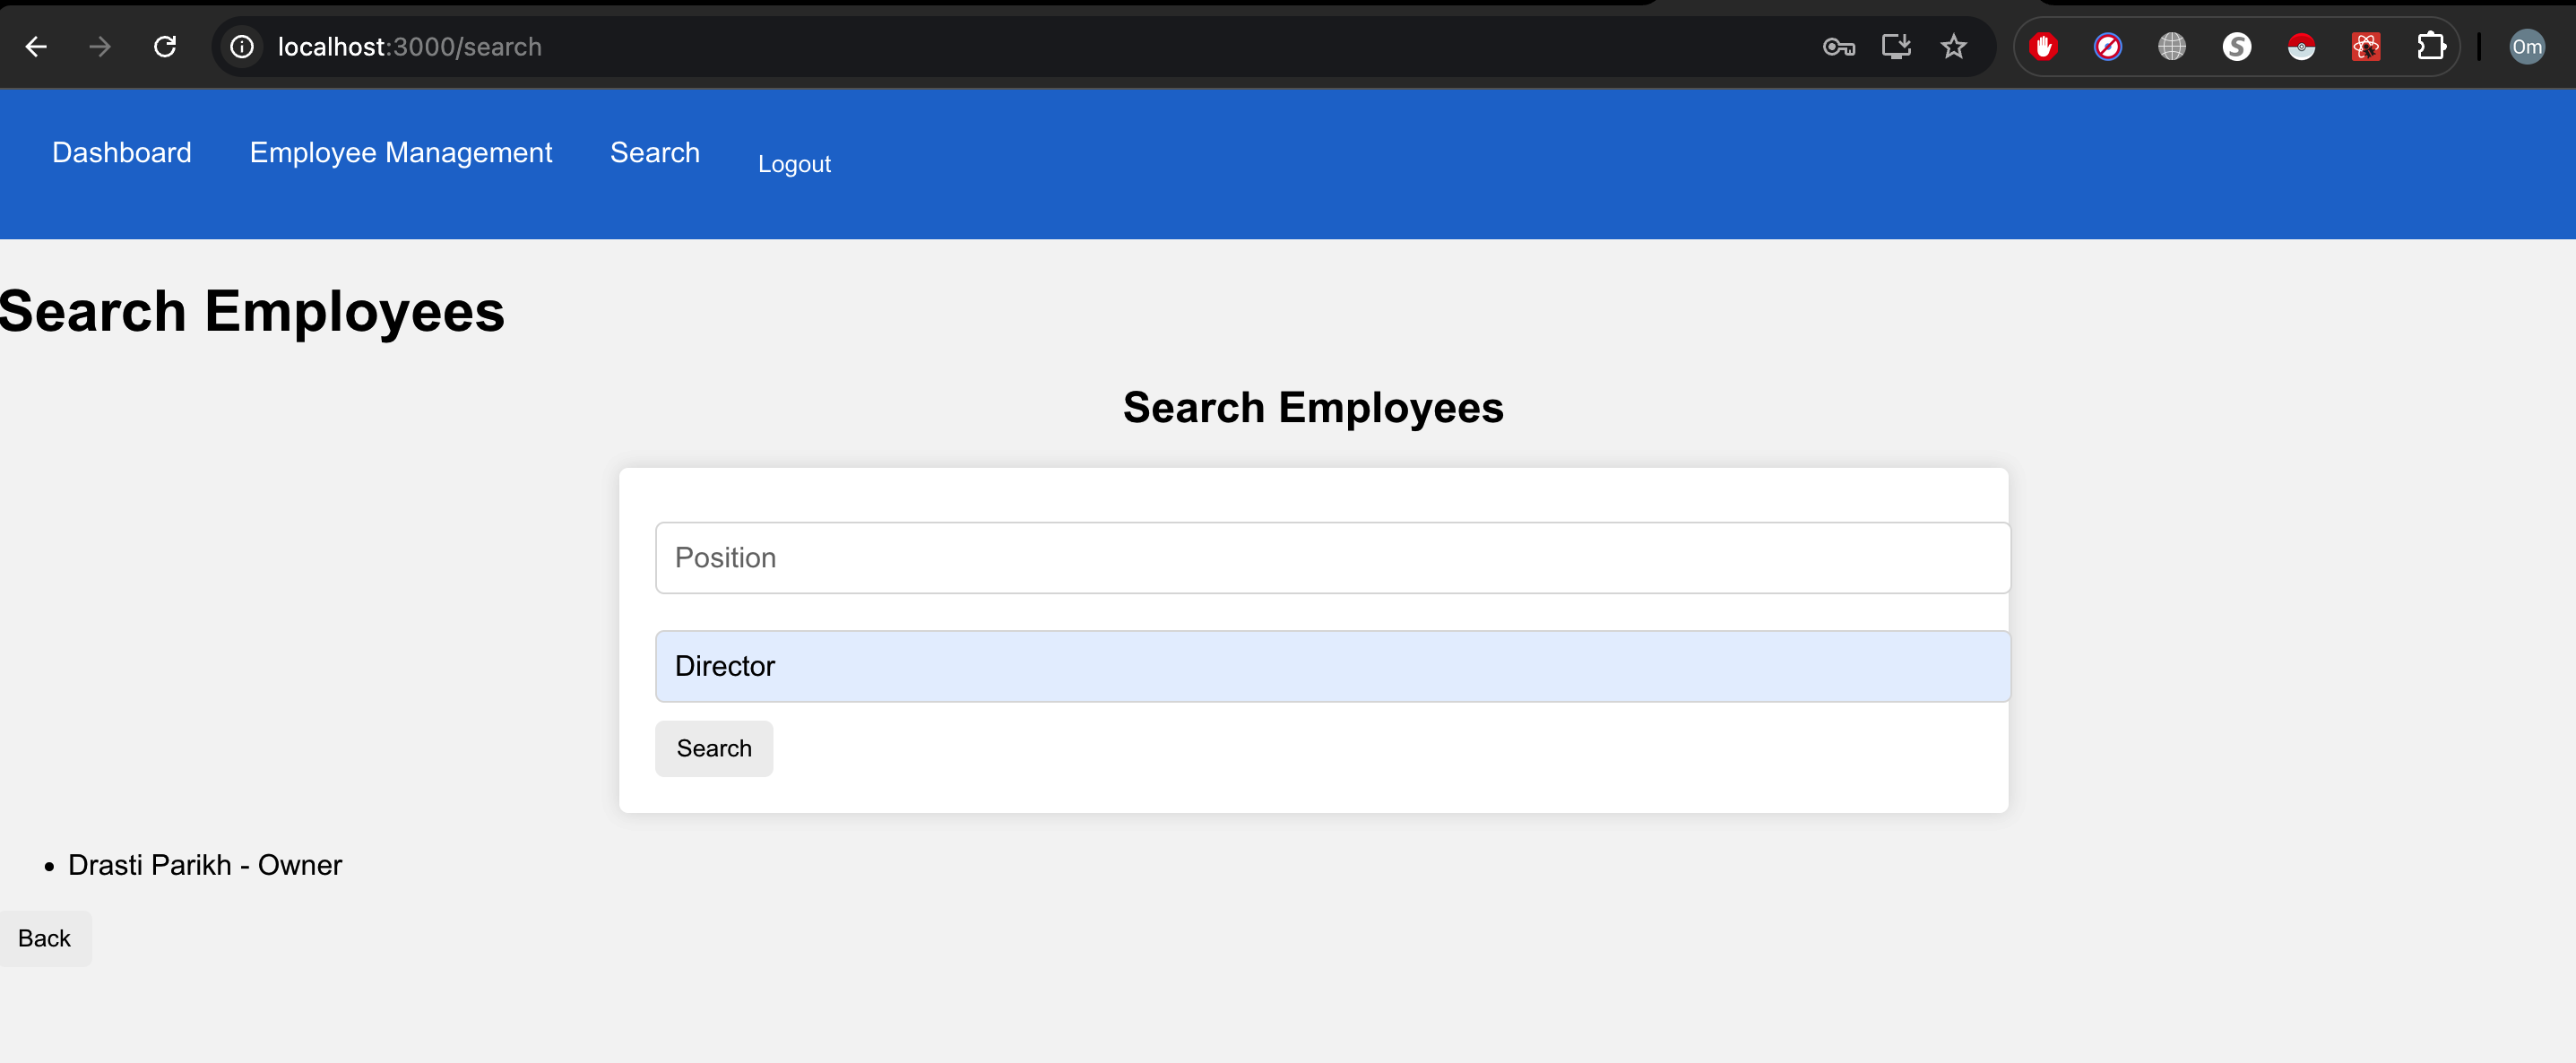 localhost:3000/search
Om
Dashboard Employee Management Search Logout
Search Employees
Search Employees
Position
Director
Search
Drasti Parikh - Owner
Back